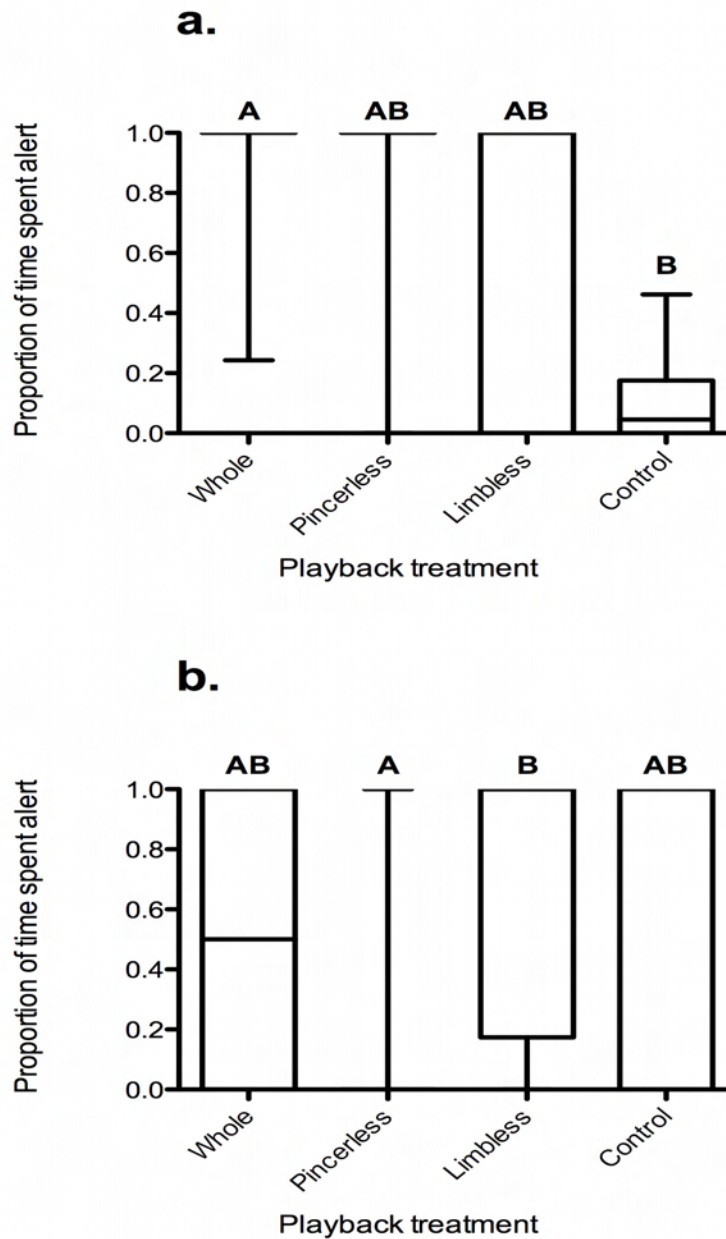 a.
Proportion of time spent alert
A AB AB B
1.0
0.8
0.6
0.4
0.2
0.0
Whole Pincerless Limbless Control
Playback treatment
b.
Proportion of time spent alert
AB A B AB
1.0
0.8
0.6
0.4
0.2
0.0
Whole Pincerless Limbless Control
Playback treatment